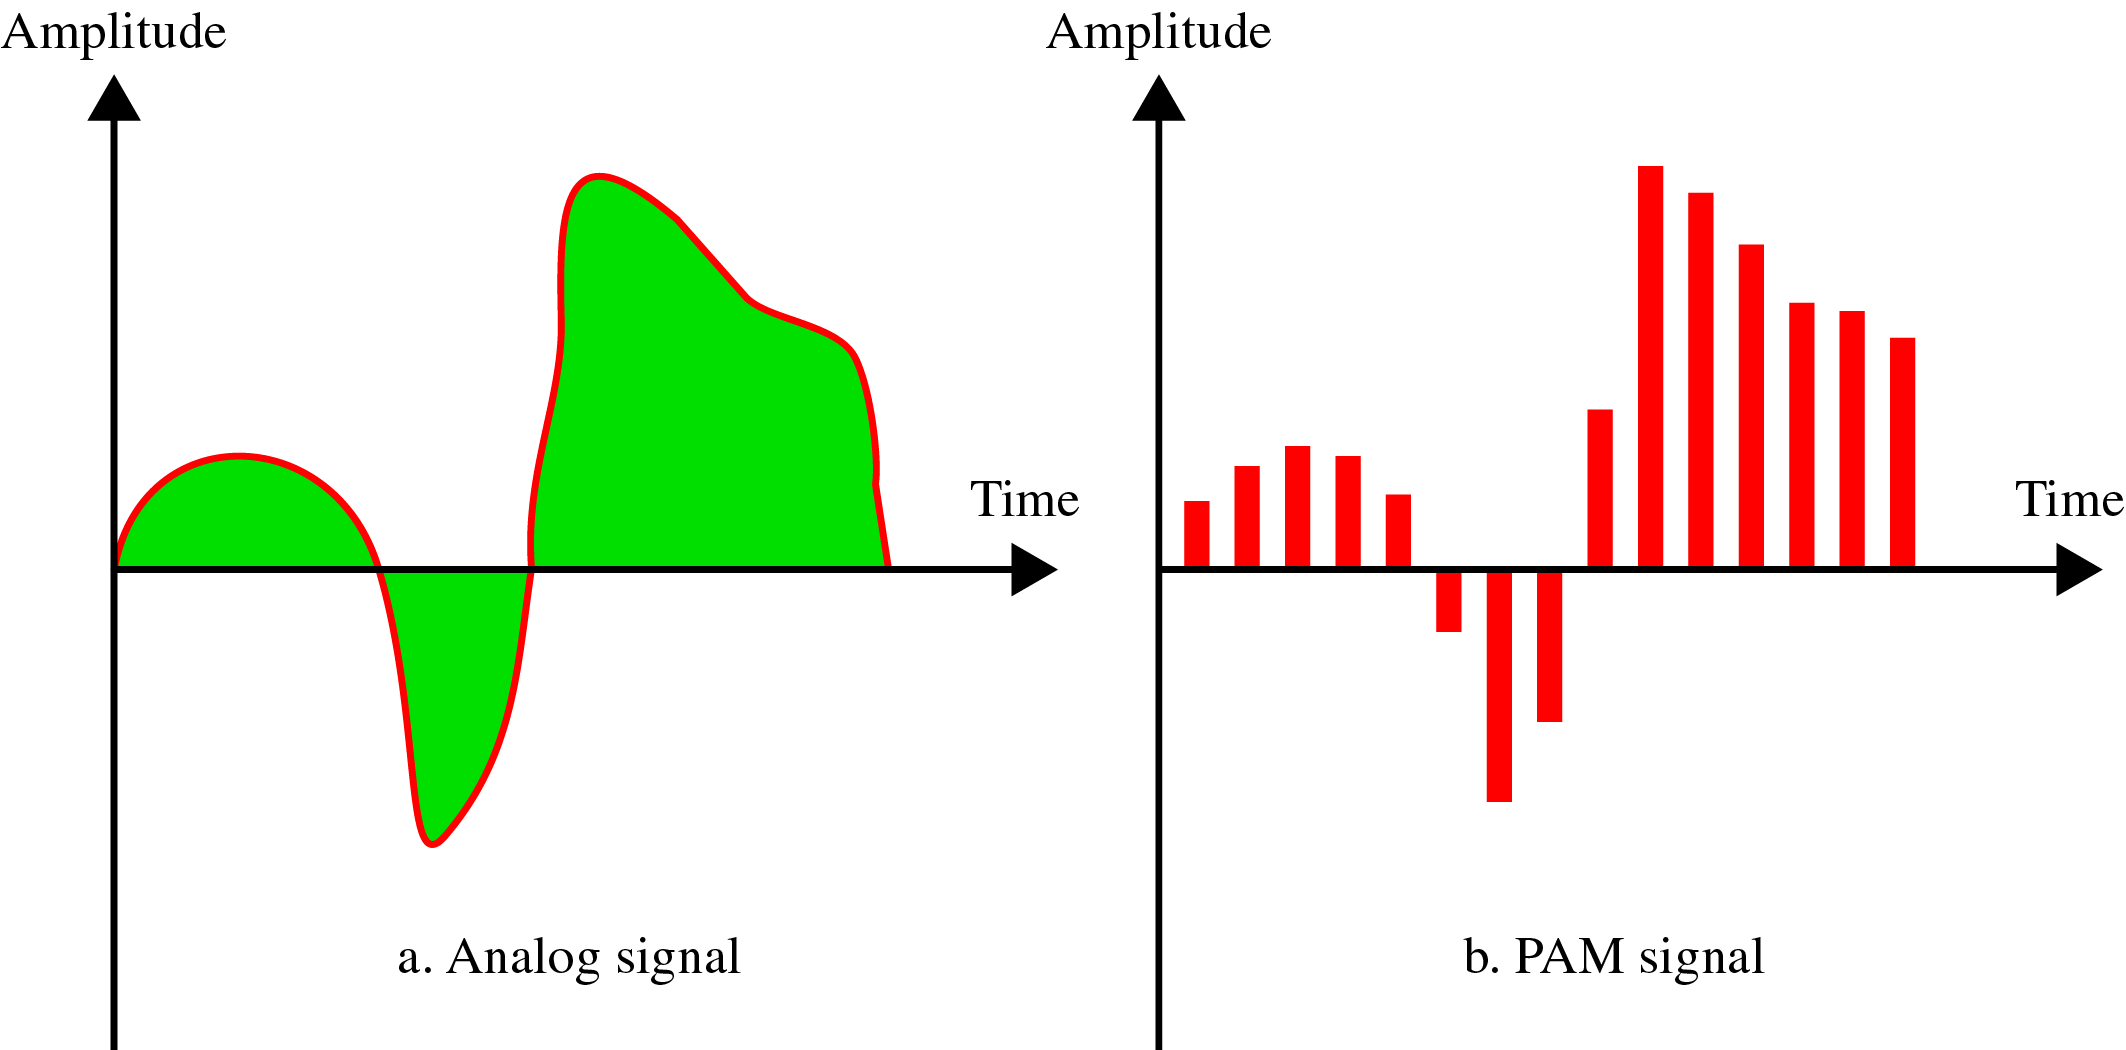 Amplitude
Time
a. Analog signal
Amplitude
Time
b. PAM signal